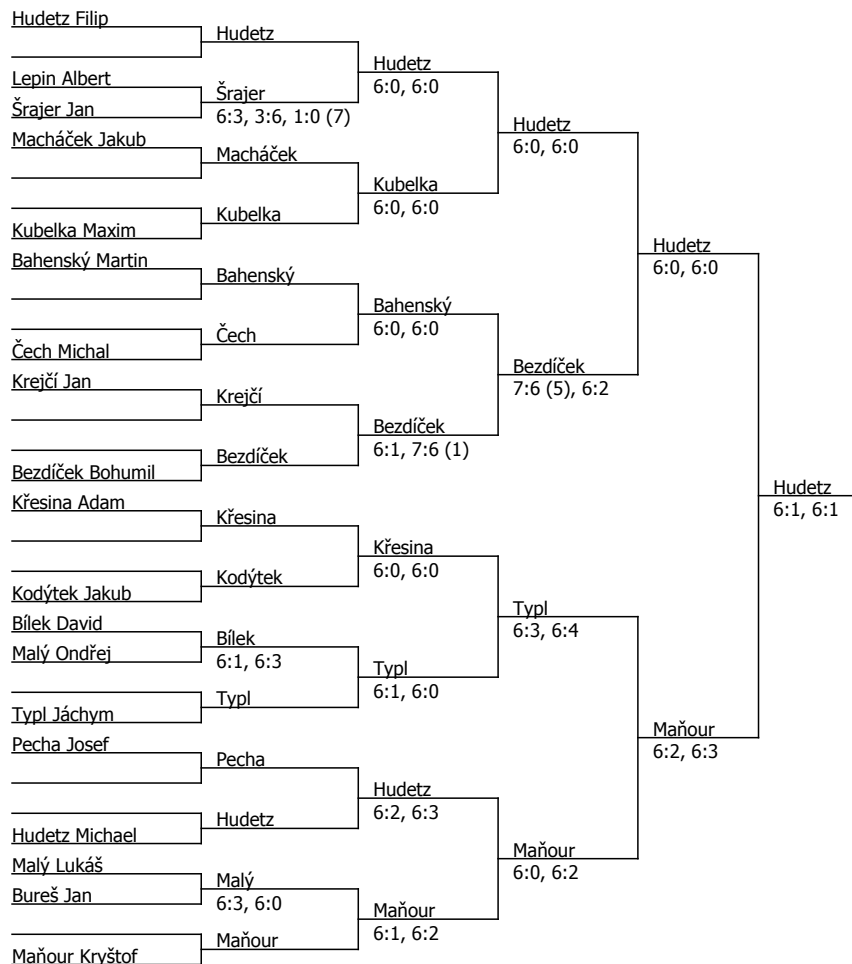 Hudetz Filip
Lepin Albert
Šrajer Jan
Macháček Jakub
Kubelka Maxim
Bahenský Martin
Čech Michal
Krejčí Jan
Bezdíček Bohumil
Křesina Adam
Kodýtek Jakub
Bílek David
Malý Ondřej
Typl Jáchym
Pecha Josef
Hudetz Michael
Malý Lukáš
Bureš Jan
Maňour Kryštof
Hudetz
Šrajer
6:3, 3:6, 1:0 (7)
Macháček
Kubelka
Bahenský
Čech
Krejčí
Bezdíček
Křesina
Kodýtek
Bílek
6:1, 6:3
Typl
Pecha
Hudetz
Malý
6:3, 6:0
Maňour
Hudetz
6:0, 6:0
Kubelka
6:0, 6:0
Bahenský
6:0, 6:0
Bezdíček
6:1, 7:6 (1)
Křesina
6:0, 6:0
Typl
6:1, 6:0
Hudetz
6:2, 6:3
Maňour
6:1, 6:2
Hudetz
6:0, 6:0
Bezdíček
7:6 (5), 6:2
Typl
6:3, 6:4
Maňour
6:0, 6:2
Hudetz
6:0, 6:0
Maňour
6:2, 6:3
Hudetz
6:1, 6:1